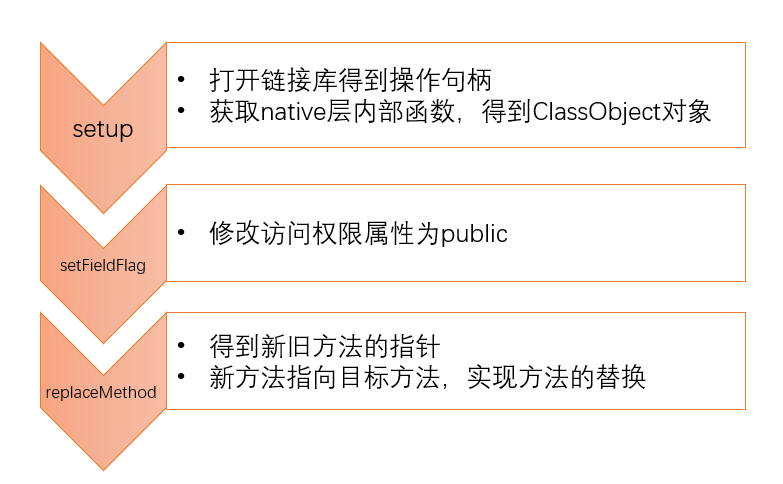 setup
• 打开链接库得到操作句柄
• 获取native层内部函数，得到ClassObject对象
setFieldFlag
• 修改访问权限属性为public
replaceMethod
• 得到新旧方法的指针
• 新方法指向目标方法，实现方法的替换